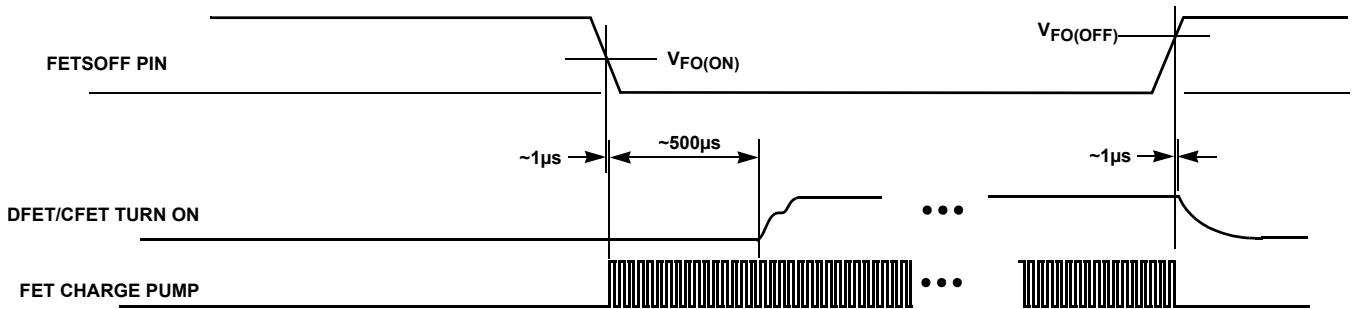 FETSOFF PIN
VFO(ON)
VFO(OFF)
~1µs
~500µs
~1µs
DFET/CFET TURN ON
FET CHARGE PUMP